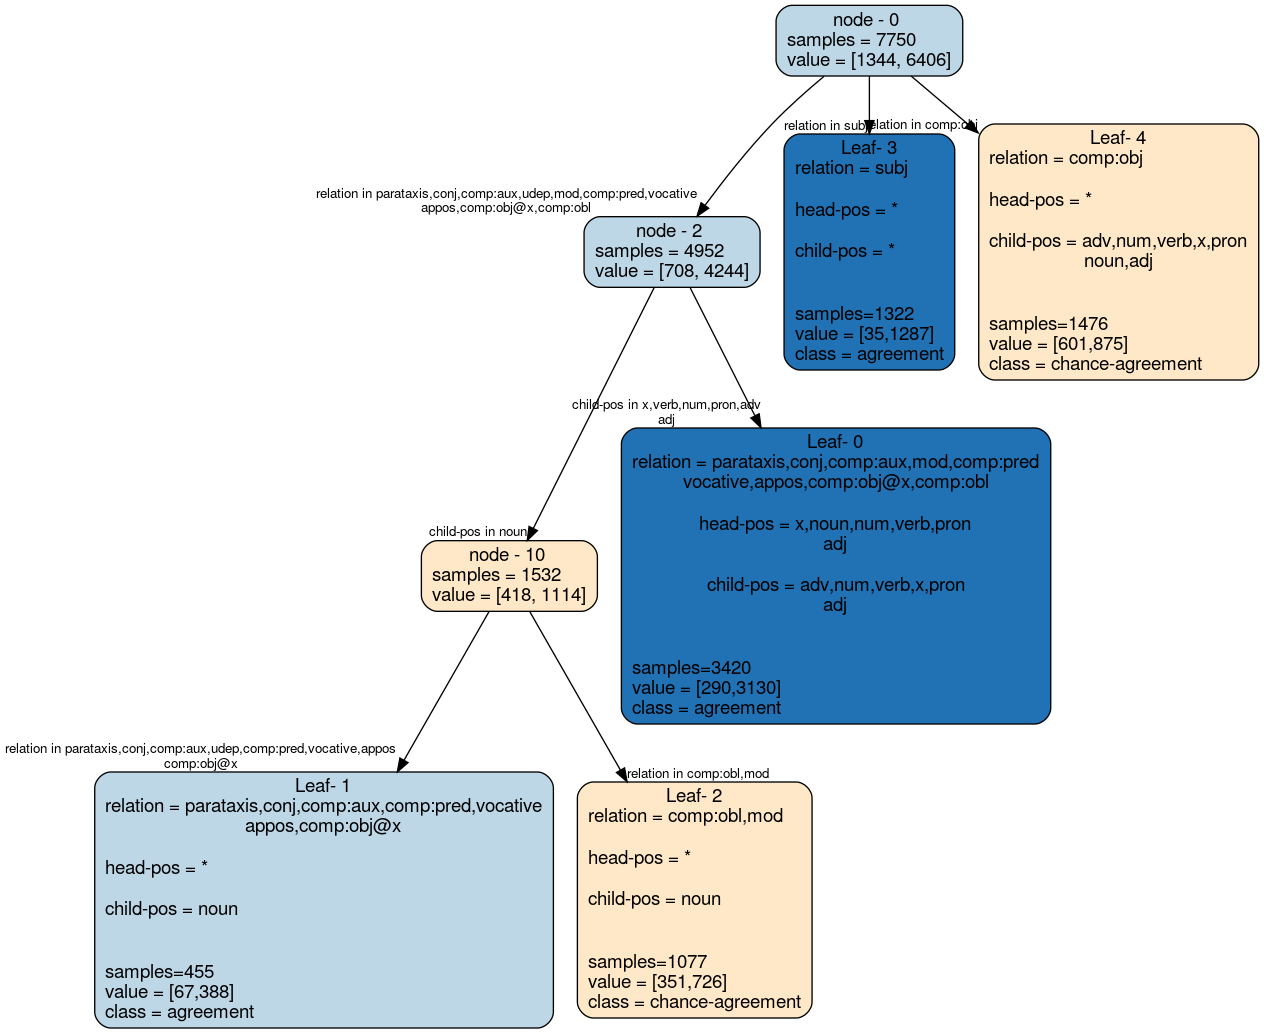 node - 0
samples = 7750
value = [1344, 6406]
relation in subj
relation in comp:obj
Leaf- 3
relation = subj
head-pos = *
child-pos = *
samples=1322
value = [35,1287]
class = agreement
Leaf- 4
relation = comp:obj
head-pos = *
child-pos = adv,num,verb,x,pron
noun,adj
samples=1476
value = [601,875]
class = chance-agreement
relation in parataxis,conj,comp:aux,udep,mod,comp:pred,vocative
appos,comp:obj@x,comp:obl
node - 2
samples = 4952
value = [708, 4244]
child-pos in x,verb,num,pron,adv
adj
Leaf- 0
relation = parataxis,conj,comp:aux,mod,comp:pred
vocative,appos,comp:obj@x,comp:obl
head-pos = x,noun,num,verb,pron
adj
child-pos = adv,num,verb,x,pron
adj
samples=3420
value = [290,3130]
class = agreement
child-pos in noun
node - 10
samples = 1532
value = [418, 1114]
relation in parataxis,conj,comp:aux,udep,comp:pred,vocative,appos
comp:obj@x
Leaf- 1
relation = parataxis,conj,comp:aux,comp:pred,vocative
appos,comp:obj@x
head-pos = *
child-pos = noun
samples=455
value = [67,388]
class = agreement
relation in comp:obl,mod
Leaf- 2
relation = comp:obl,mod
head-pos = *
child-pos = noun
samples=1077
value = [351,726]
class = chance-agreement